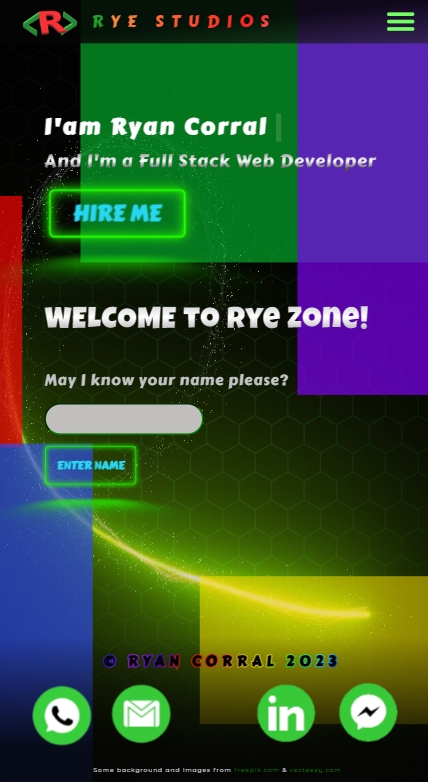 R RYE STUDIOS
I'am Ryan Corral
And I'm a Full Stack Web Developer
HIRE ME
WELCOME TO RYe Zone!
May I know your name please?
ENTER NAME
© RYAN CORRAL 2023
in
Some background and images from freepik.com & vecteezy.com